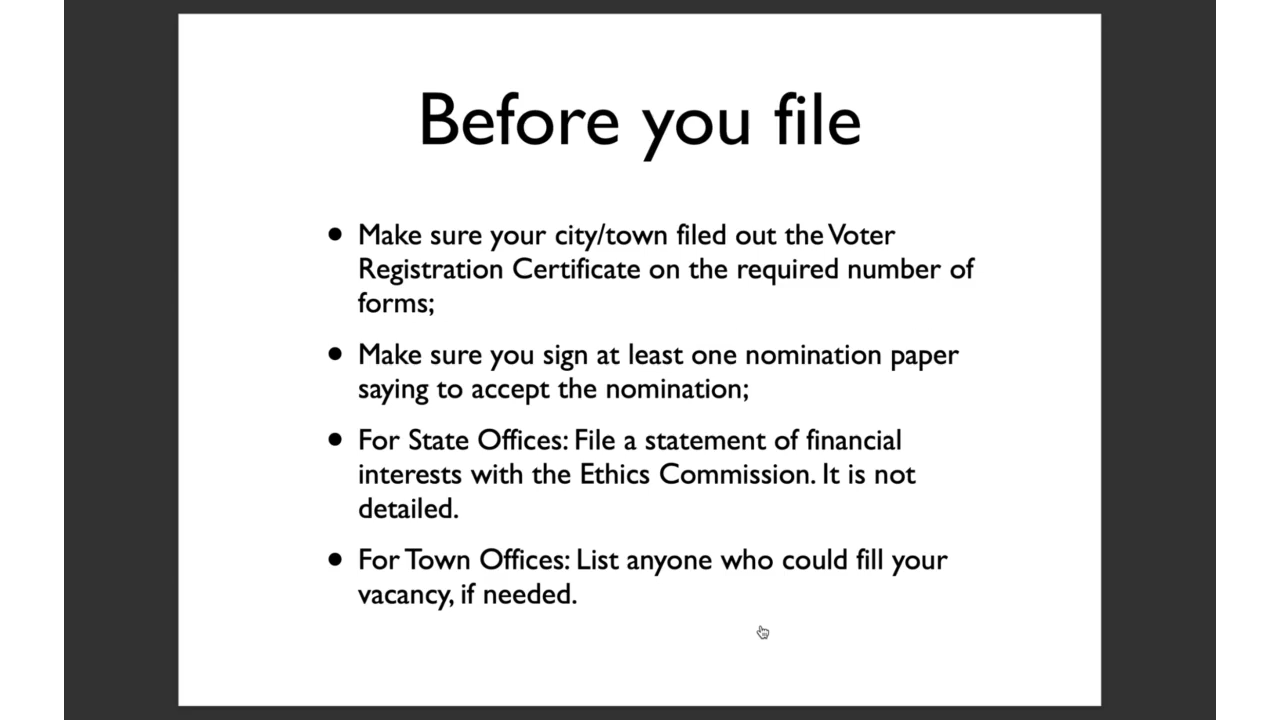 Before you file
• Make sure your city/town filed out the Voter
Registration Certificate on the required number of
forms;
• Make sure you sign at least one nomination paper
saying to accept the nomination;
• For State Offices: File a statement of financial
interests with the Ethics Commission. It is not
detailed.
• For Town Offices: List anyone who could fill your
vacancy, if needed.